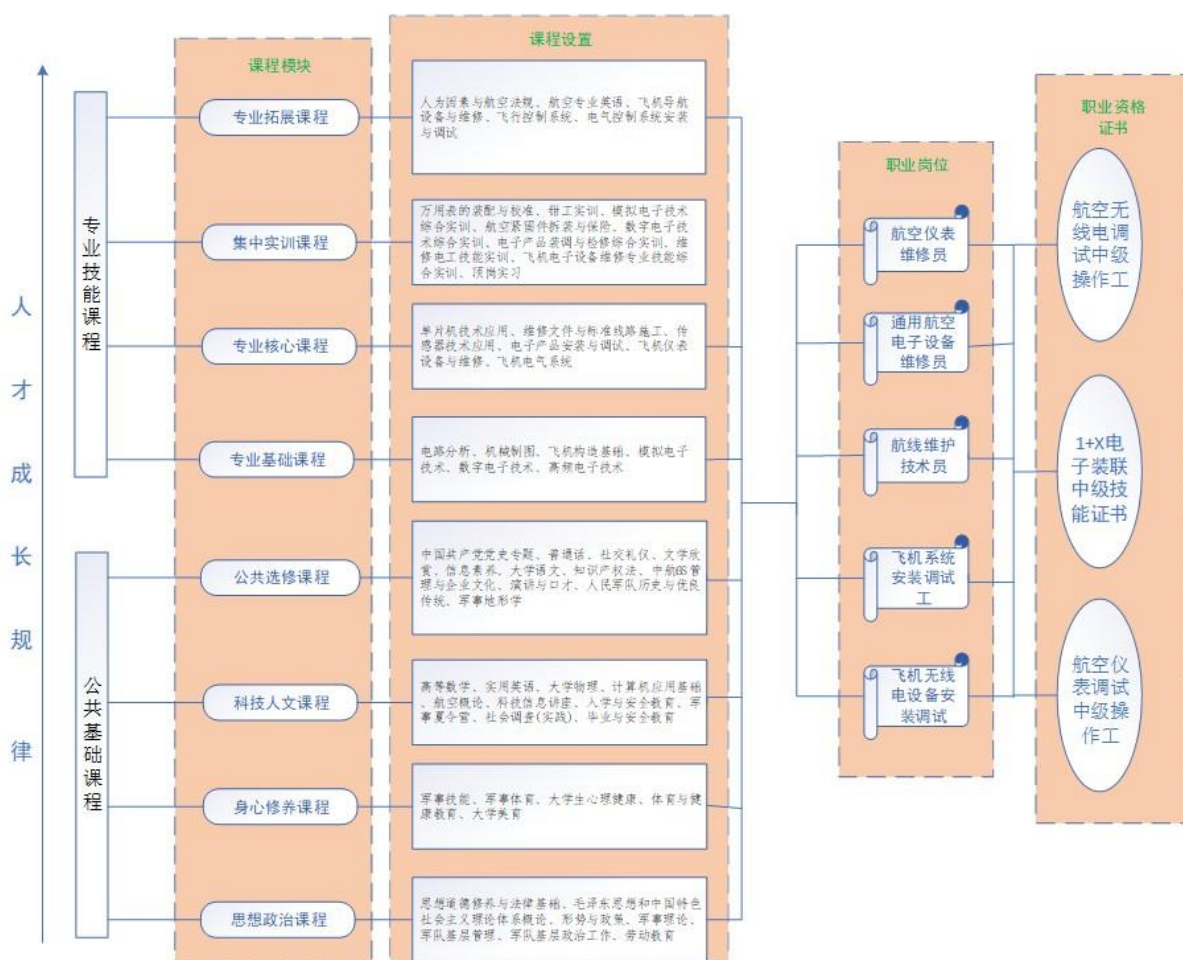 人才成长规律
专业技能课程
公共基础课程
课程模块
专业拓展课程
集中实训课程
专业核心课程
专业基础课程
公共选修课程
科技人文课程
身心修养课程
思想政治课程
课程设置
人为因素与航空法规、航空专业英语、飞机导航
设备与维修、飞行控制系统、电气控制系统安装
与调试
万用表的装配与校准、钳工实训、模拟电子技术
综合实训、航空紧固件拆装与保险、数字电子技
术综合实训、电子产品装调与检修综合实训、维
修电工技能实训、飞机电子设备维修专业技能综
合实训、顶岗实习
单片机技术应用、维修文件与标准线路施工、传
感器技术应用、电子产品安装与调试、飞机仪表
设备与维修、飞机电气系统
电路分析、机械制图、飞机构造基础、模拟电子
技术、数字电子技术、高频电子技术
中国共产党党史专题、普通话、社交礼仪、文学欣
赏、信息素养、大学语文、知识产权法、中航6S管
理与企业文化、演讲与口才、人民军队历史与优良
传统、军事地形学
高等数学、实用英语、大学物理、计算机应用基础
、航空概论、科技信息讲座、入学与安全教育、军
事夏令营、社会调查(实践)、毕业与安全教育
军事技能、军事体育、大学生心理健康、体育与健
康教育、大学美育
思想道德修养与法律基础、毛泽东思想和中国特色
社会主义理论体系概论、形势与政策、军事理论、
军队基层管理、军队基层政治工作、劳动教育
职业岗位
航空仪表
维修员
通用航空
电子设备
维修员
航线维护
技术员
飞机系统
安装调试
工
飞机无线
电设备安
装调试
职业资格
证书
航空无
线电调
试中级
操作工
1+X电
子装联
中级技
能证书
航空仪
表调试
中级操
作工